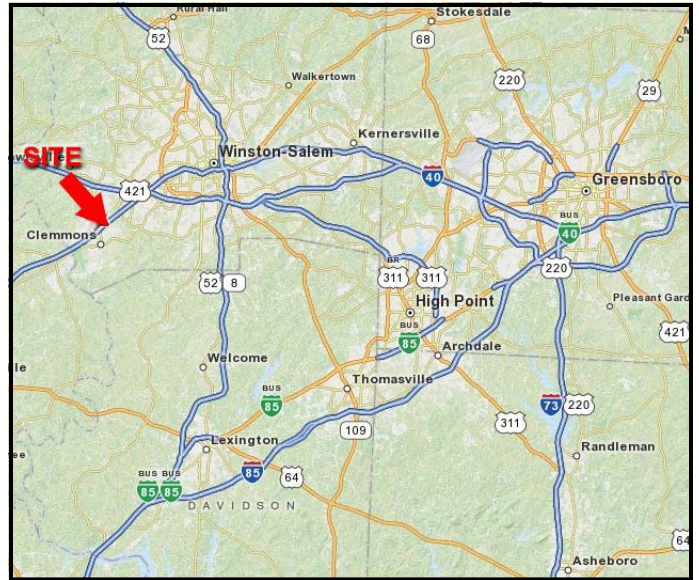 Rural Hall
Stokesdale
52
68
220
29
Walkertown
Kernersville
SITE
Winston-Salem
421
40
Greensboro
Clemmons
BUS
40
220
52
8
BR
311
311
High Point
Pleasant Gard
421
BUS
85
Archdale
Welcome
Thomasville
BUS
85
73
220
109
311
Lexington
Randleman
85
64
BUS
85
BUS
85
DAVIDSON
64
Asheboro